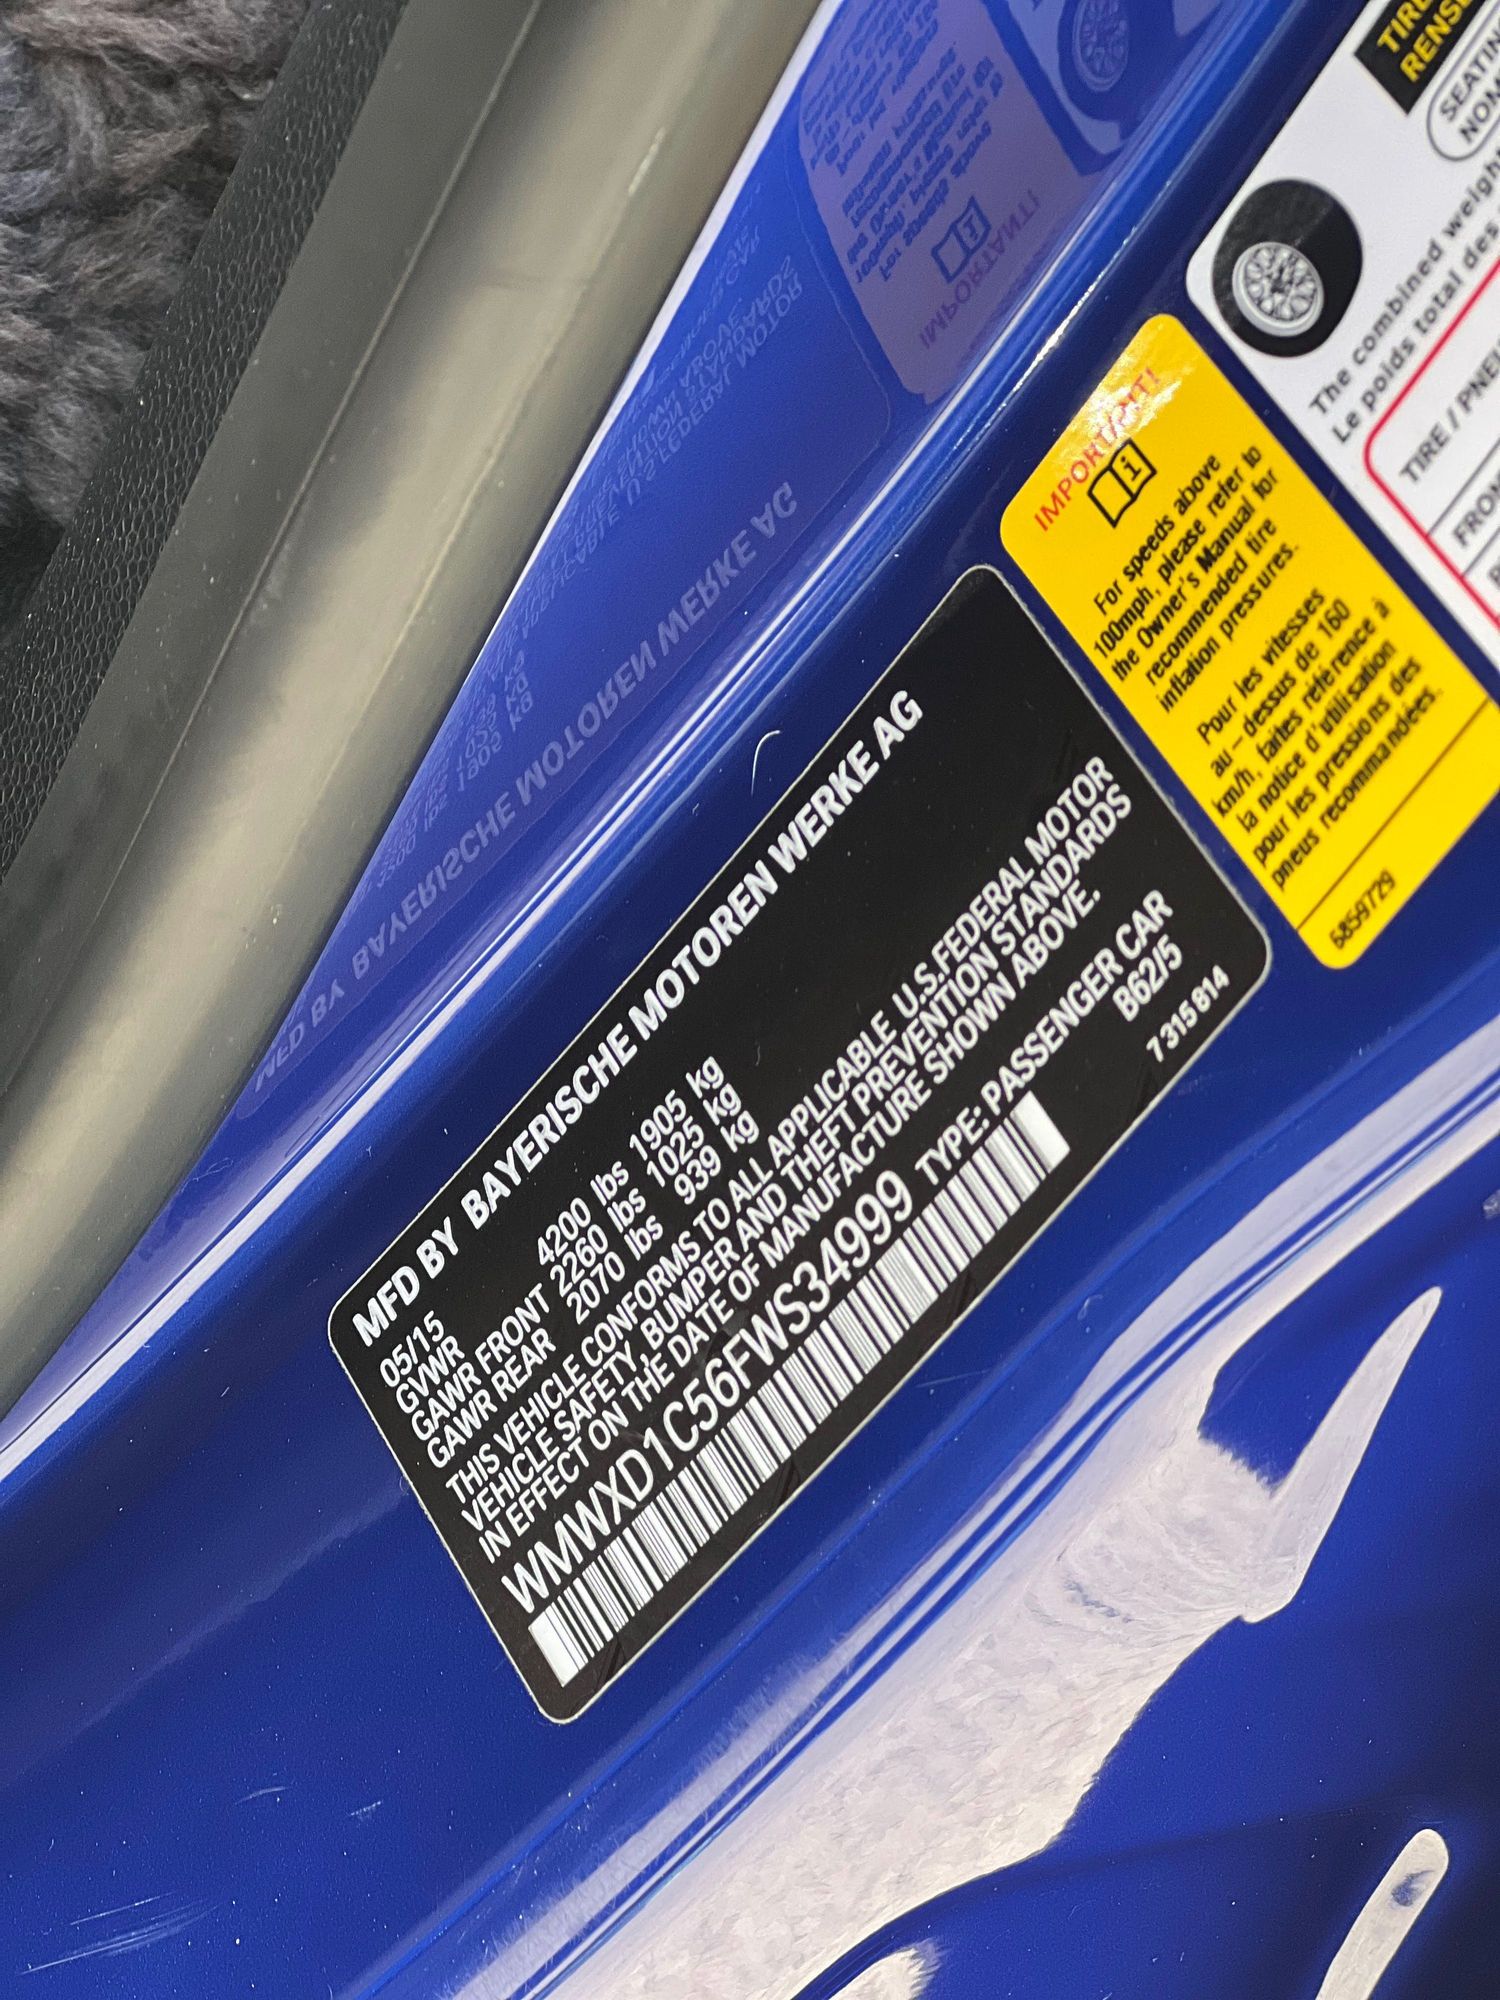 MFD BY BAYERISCHE MOTOREN WERKE AG
05/15
GVWR 4200 lbs 1905 kg
GAWR FRONT 2260 lbs 1025 kg
GAWR REAR 2070 lbs 939 kg
THIS VEHICLE CONFORMS TO ALL APPLICABLE U.S.FEDERAL MOTOR
VEHICLE SAFETY, BUMPER AND THEFT PREVENTION STANDARDS
IN EFFECT ON THE DATE OF MANUFACTURE SHOWN ABOVE.
WMWXD1C56FWS34999 TYPE: PASSENGER CAR
B62/5
7 315 814
IMPORTANT!
For speeds above
100mph, please refer to
the Owner's Manual for
recommended tire
inflation pressures.
Pour les vitesses
au-dessus de 160
km/h, faites référence à
la notice d'utilisation
pour les pressions des
pneus recommandées.
6859729
TIRE
The combined weight
Le poids total des
TIRE /